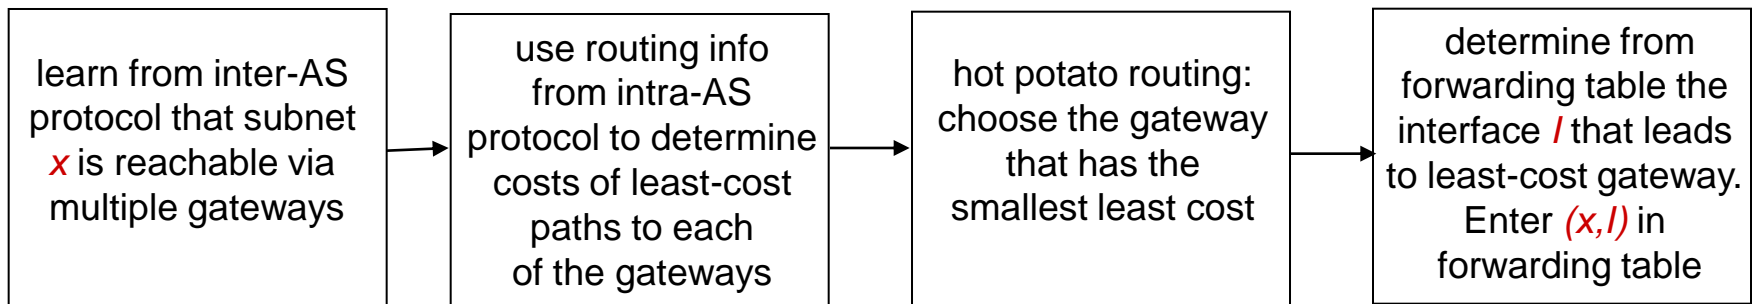 learn from inter-AS
protocol that subnet
x is reachable via
multiple gateways
use routing info
from intra-AS
protocol to determine
costs of least-cost
paths to each
of the gateways
hot potato routing:
choose the gateway
that has the
smallest least cost
determine from
forwarding table the
interface I that leads
to least-cost gateway.
Enter (x,I) in
forwarding table